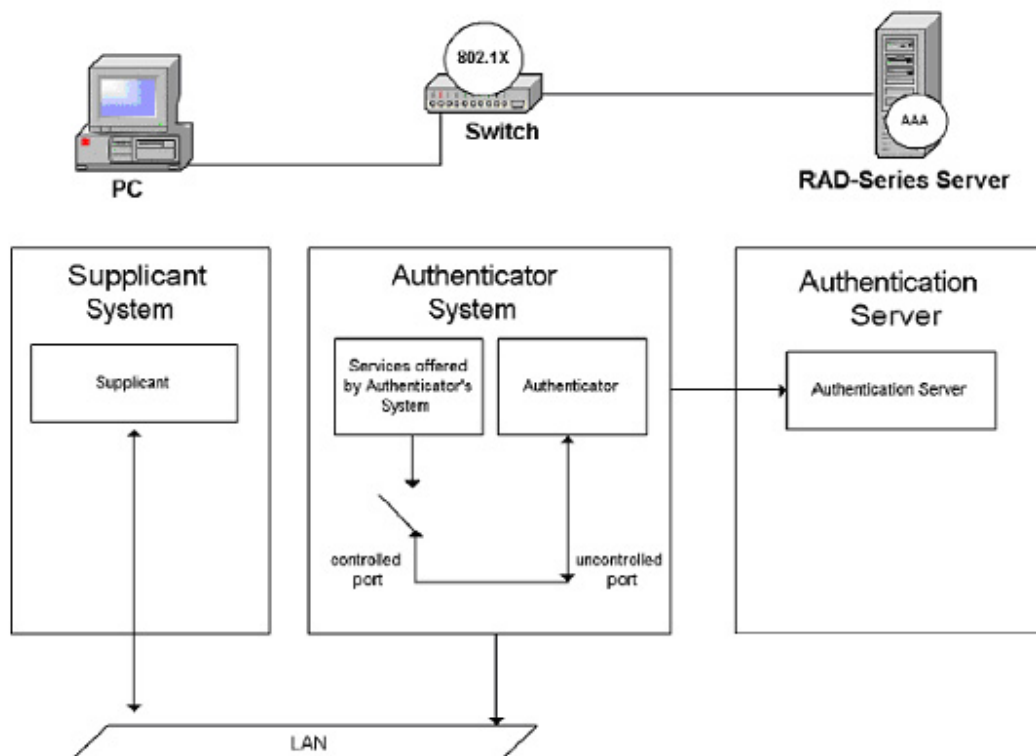 802.1X
Switch
PC
AAA
RAD-Series Server
Supplicant
System
Supplicant
Authenticator
System
Services offered
by Authenticator's
System
Authenticator
controlled
port
uncontrolled
port
Authentication
Server
Authentication Server
LAN